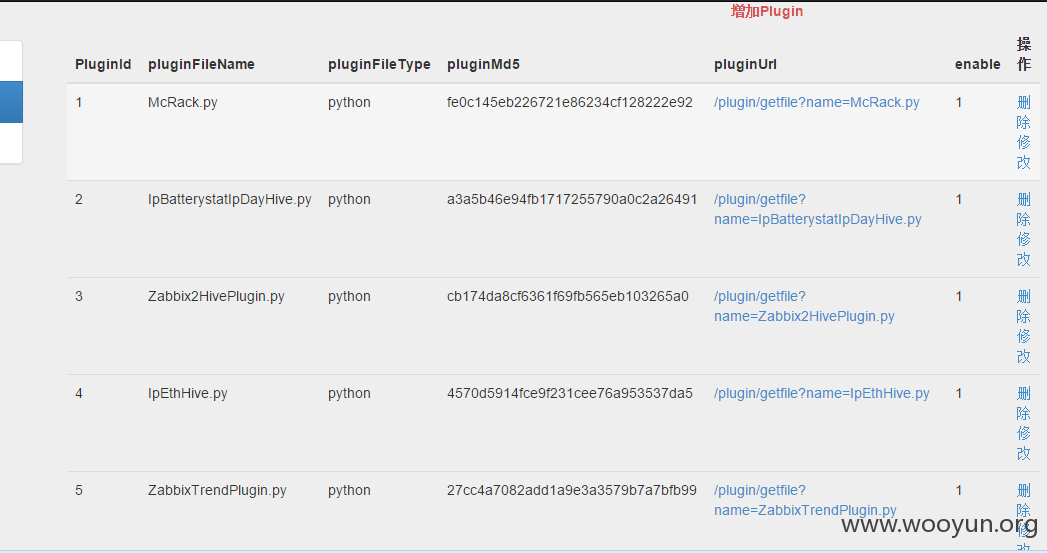 增加Plugin
PluginId pluginFileName pluginFileType pluginMd5 pluginUrl enable 操作
1 McRack.py python fe0c145eb226721e86234cf128222e92 /plugin/getfile?name=McRack.py 1 删除修改
2 IpBatterystatIpDayHive.py python a3a5b46e94fb1717255790a0c2a26491 /plugin/getfile?name=IpBatterystatIpDayHive.py 1 删除修改
3 Zabbix2HivePlugin.py python cb174da8cf6361f69fb565eb103265a0 /plugin/getfile?name=Zabbix2HivePlugin.py 1 删除修改
4 IpEthHive.py python 4570d5914fce9f231cee76a953537da5 /plugin/getfile?name=IpEthHive.py 1 删除修改
5 ZabbixTrendPlugin.py python 27cc4a7082add1a9e3a3579b7a7bfb99 /plugin/getfile?name=ZabbixTrendPlugin.py 1 删除修改
www.wooyun.org